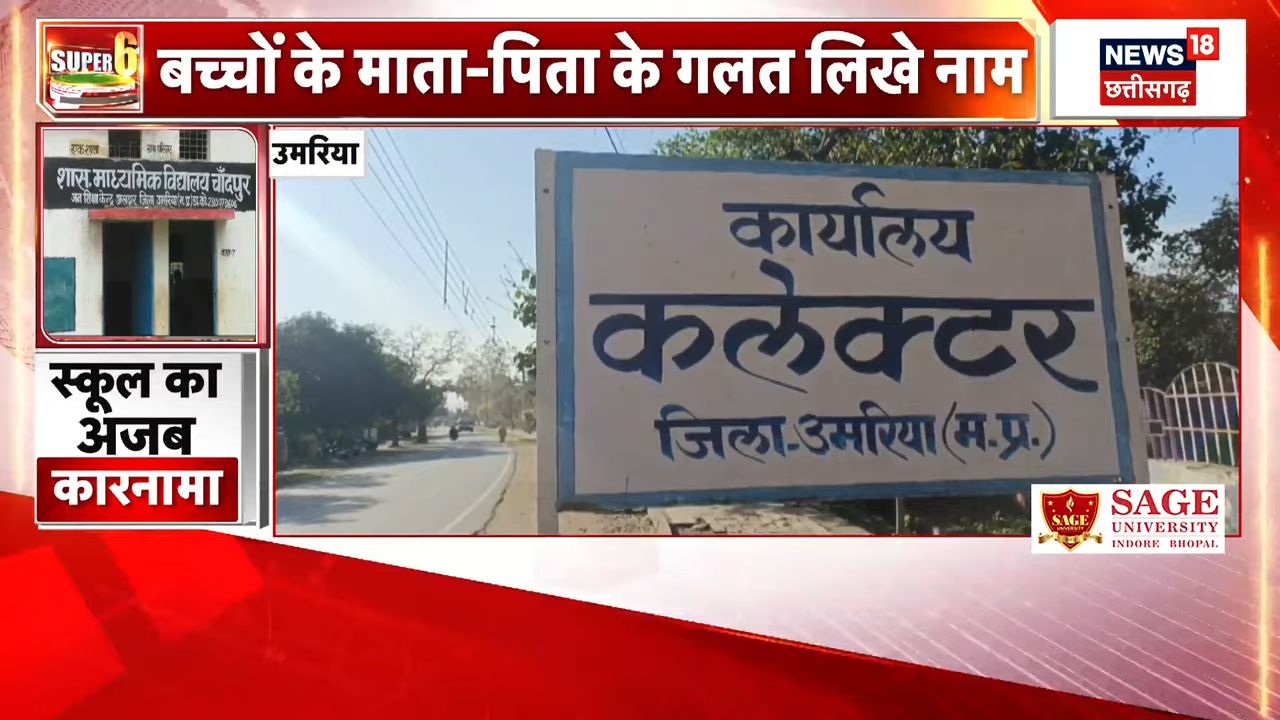 SUPER 6
बच्चों के माता-पिता के गलत लिखे नाम
NEWS 18
छत्तीसगढ़
उमरिया
शास. माध्यमिक विद्यालय चाँदपुर
कार्यालय
कलेक्टर
जिला-उमरिया (म.प्र.)
स्कूल का
अजब
कारनामा
SAGE
SAGE
UNIVERSITY
INDORE BHOPAL